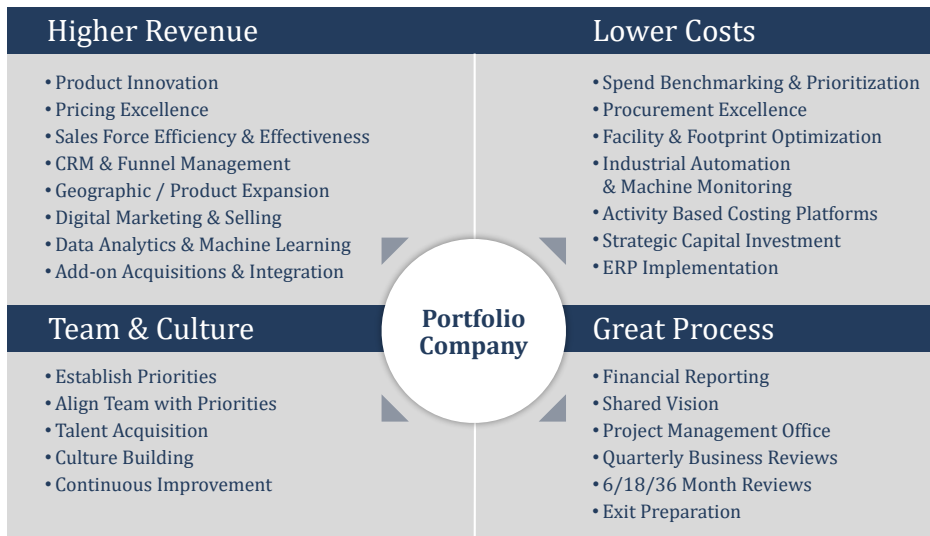 Higher Revenue
• Product Innovation
• Pricing Excellence
• Sales Force Efficiency & Effectiveness
• CRM & Funnel Management
• Geographic / Product Expansion
• Digital Marketing & Selling
• Data Analytics & Machine Learning
• Add-on Acquisitions & Integration
Lower Costs
• Spend Benchmarking & Prioritization
• Procurement Excellence
• Facility & Footprint Optimization
• Industrial Automation
& Machine Monitoring
• Activity Based Costing Platforms
• Strategic Capital Investment
• ERP Implementation
Portfolio
Company
Team & Culture
• Establish Priorities
• Align Team with Priorities
• Talent Acquisition
• Culture Building
• Continuous Improvement
Great Process
• Financial Reporting
• Shared Vision
• Project Management Office
• Quarterly Business Reviews
• 6/18/36 Month Reviews
• Exit Preparation